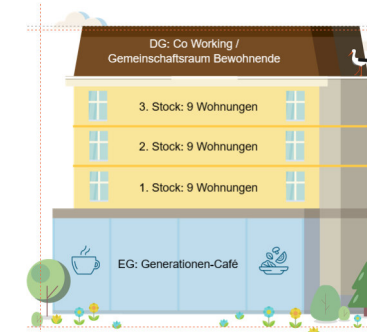 DG: Co Working /
Gemeinschaftsraum Bewohnende
3. Stock: 9 Wohnungen
2. Stock: 9 Wohnungen
1. Stock: 9 Wohnungen
EG: Generationen-Café